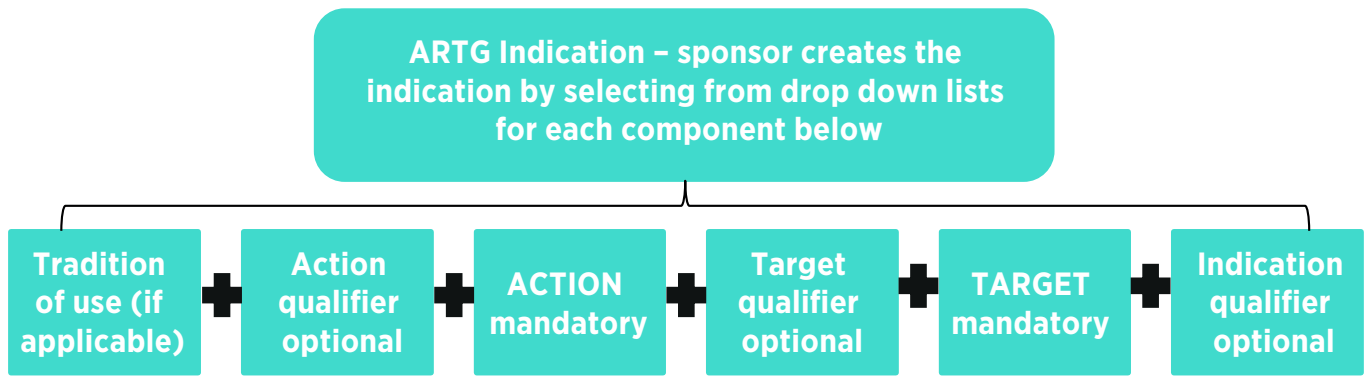 ARTG Indication – sponsor creates the
indication by selecting from drop down lists
for each component below
Tradition
of use (if
applicable)
Action
qualifier
optional
ACTION
mandatory
Target
qualifier
optional
TARGET
mandatory
Indication
qualifier
optional